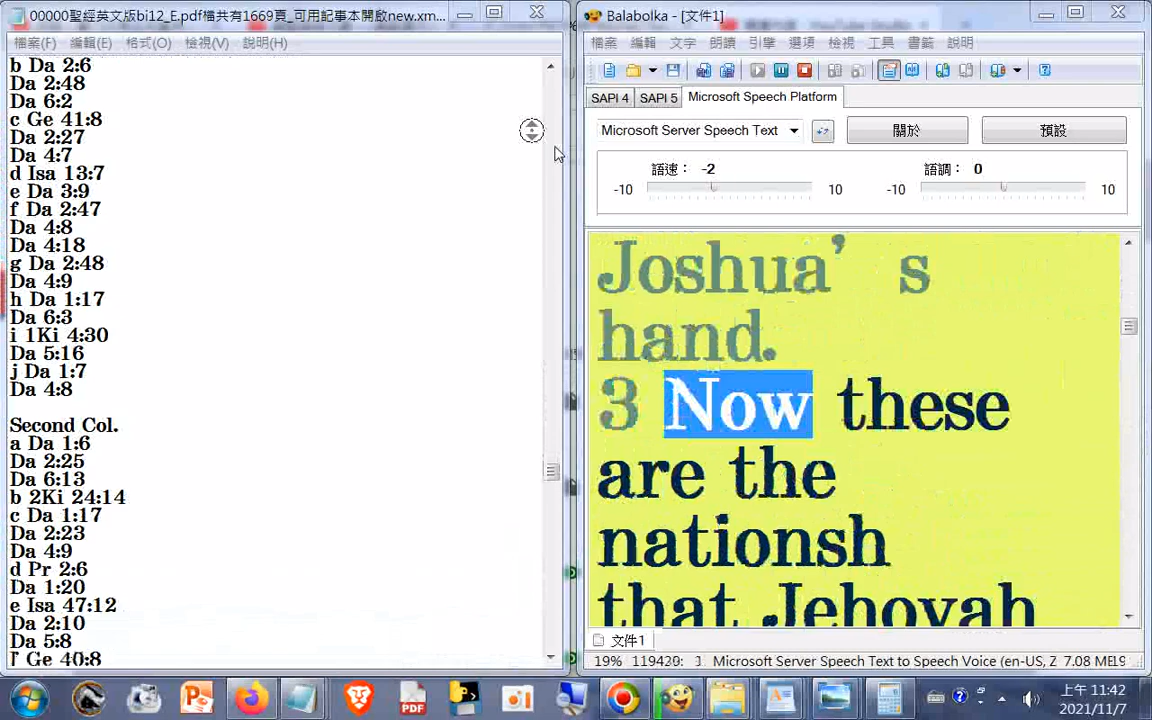 00000聖經英文版bi12_E.pdf檔共有1669頁_可用記事本開啟new.xm...
檔案(F) 編輯(E) 格式(O) 檢視(V) 說明(H)
b Da 2:6
Da 2:48
Da 6:2
c Ge 41:8
Da 2:27
Da 4:7
d Isa 13:7
e Da 3:9
f Da 2:47
Da 4:8
Da 4:18
g Da 2:48
Da 4:9
h Da 1:17
Da 6:3
i 1Ki 4:30
Da 5:16
j Da 1:7
Da 4:8
Second Col.
a Da 1:6
Da 2:25
Da 6:13
b 2Ki 24:14
c Da 1:17
Da 2:23
Da 4:9
d Pr 2:6
Da 1:20
e Isa 47:12
Da 2:10
Da 5:8
f Ge 40:8
Balabolka - [文件1]
檔案 編輯 文字 朗讀 引擎 選項 檢視 工具 書籤 說明
SAPI 4 SAPI 5 Microsoft Speech Platform
Microsoft Server Speech Text 關於 預設
語速： -2 語調： 0
-10 10 -10 10
Joshua’s
hand.
3 Now these
are the
nationsh
that Jehovah
文件1
19% 119420: Microsoft Server Speech Text to Speech Voice (en-US, Z 7.08 ME
PDF
上午 11:42
2021/11/7